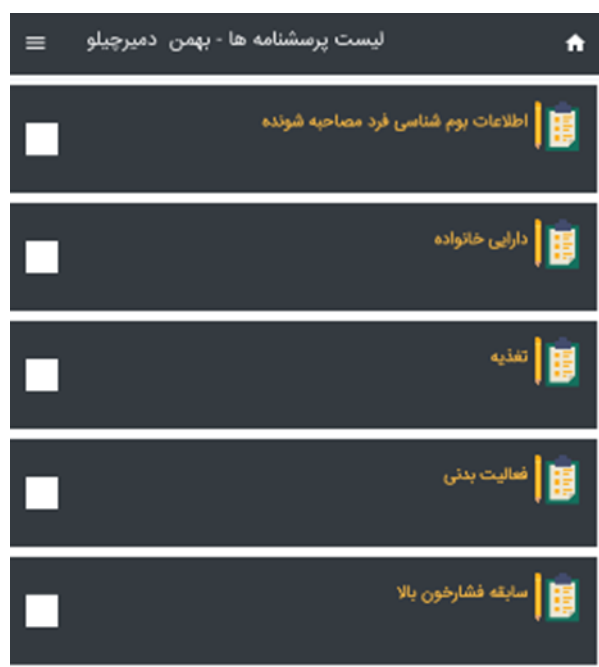 لیست پرسشنامه ها - بهمن دمیرچیلو
اطلاعات بوم شناسی فرد مصاحبه شونده
دارایی خانواده
تغذیه
فعالیت بدنی
سابقه فشارخون بالا